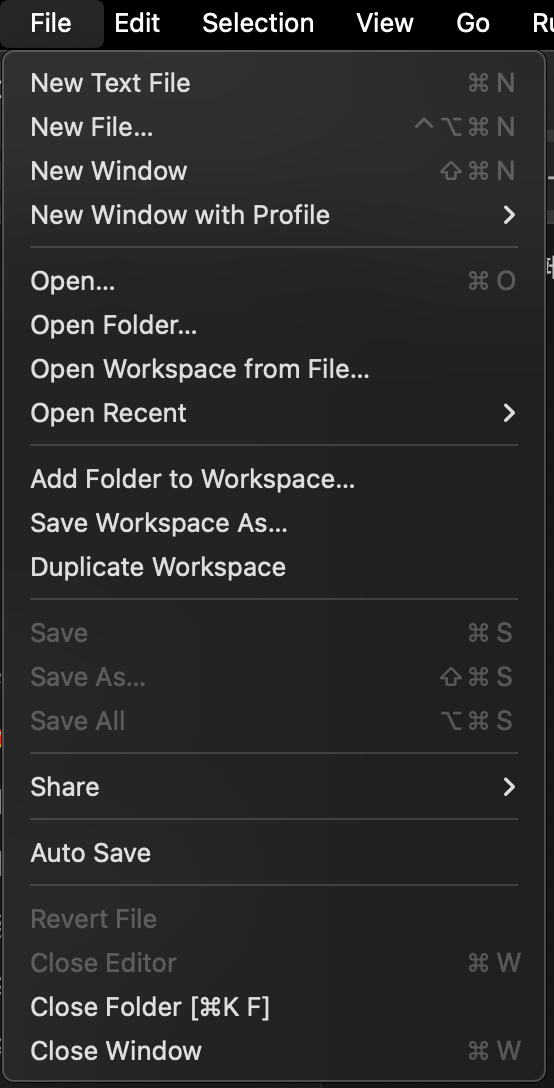 File Edit Selection View Go
New Text File ⌘ N
New File... ⌃⌥⌘ N
New Window ⇧⌘ N
New Window with Profile >
Open... ⌘ O
Open Folder...
Open Workspace from File...
Open Recent >
Add Folder to Workspace...
Save Workspace As...
Duplicate Workspace
Save ⌘ S
Save As... ⇧⌘ S
Save All ⌥⌘ S
Share >
Auto Save
Revert File
Close Editor ⌘ W
Close Folder [⌘K F]
Close Window ⌘ W